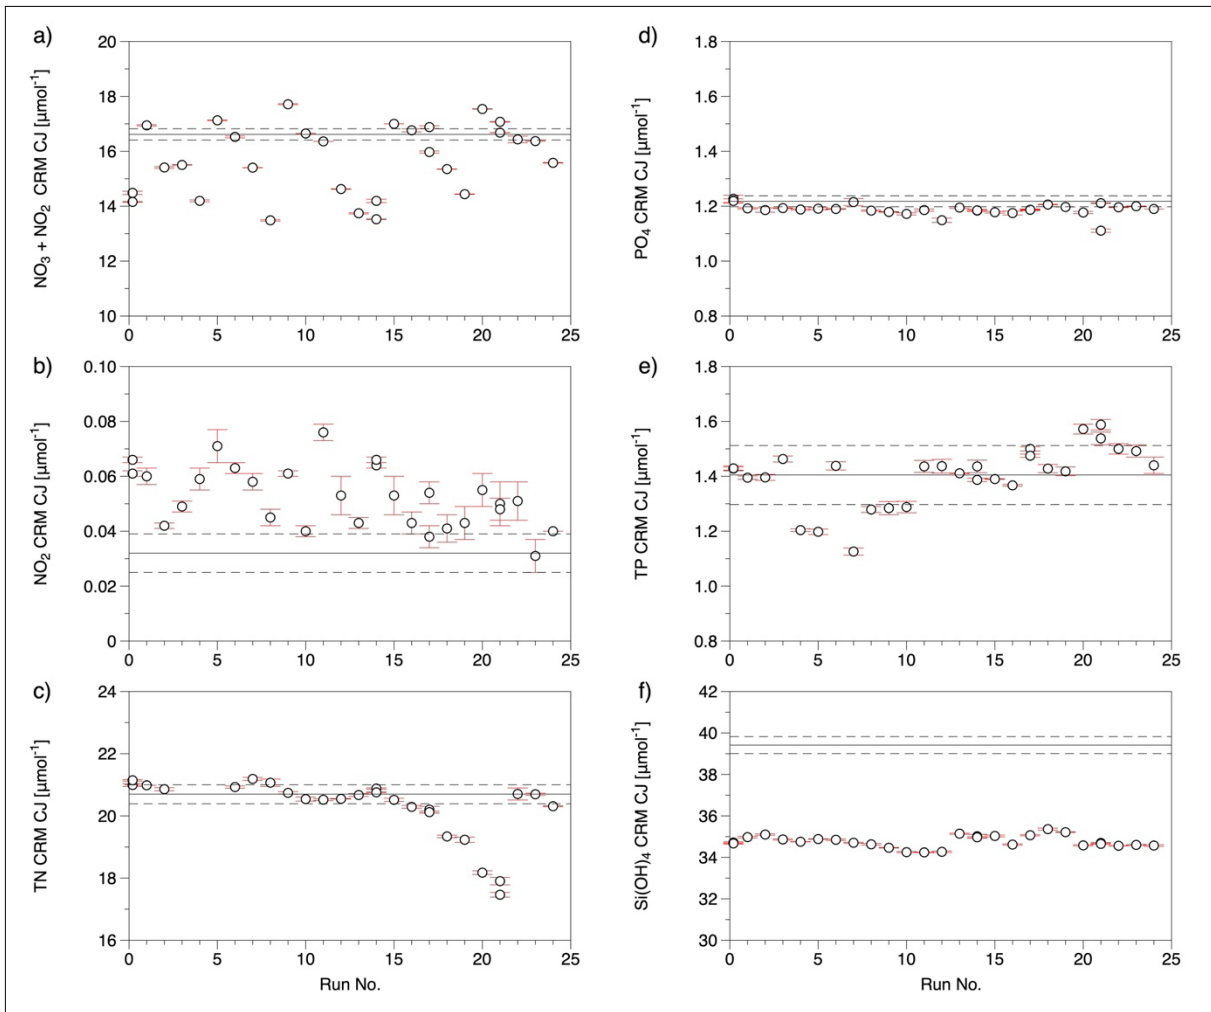 a)
NO3 + NO2 CRM CJ [µmol-1]
20
18
16
14
12
10
0 5 10 15 20 25
d)
PO4 CRM CJ [µmol-1]
1.8
1.6
1.4
1.2
1.0
0.8
0 5 10 15 20 25
b)
NO2 CRM CJ [µmol-1]
0.10
0.08
0.06
0.04
0.02
0
0 5 10 15 20 25
e)
TP CRM CJ [µmol-1]
1.8
1.6
1.4
1.2
1.0
0.8
0 5 10 15 20 25
c)
TN CRM CJ [µmol-1]
24
22
20
18
16
0 5 10 15 20 25
Run No.
f)
Si(OH)4 CRM CJ [µmol-1]
42
40
38
36
34
32
30
0 5 10 15 20 25
Run No.